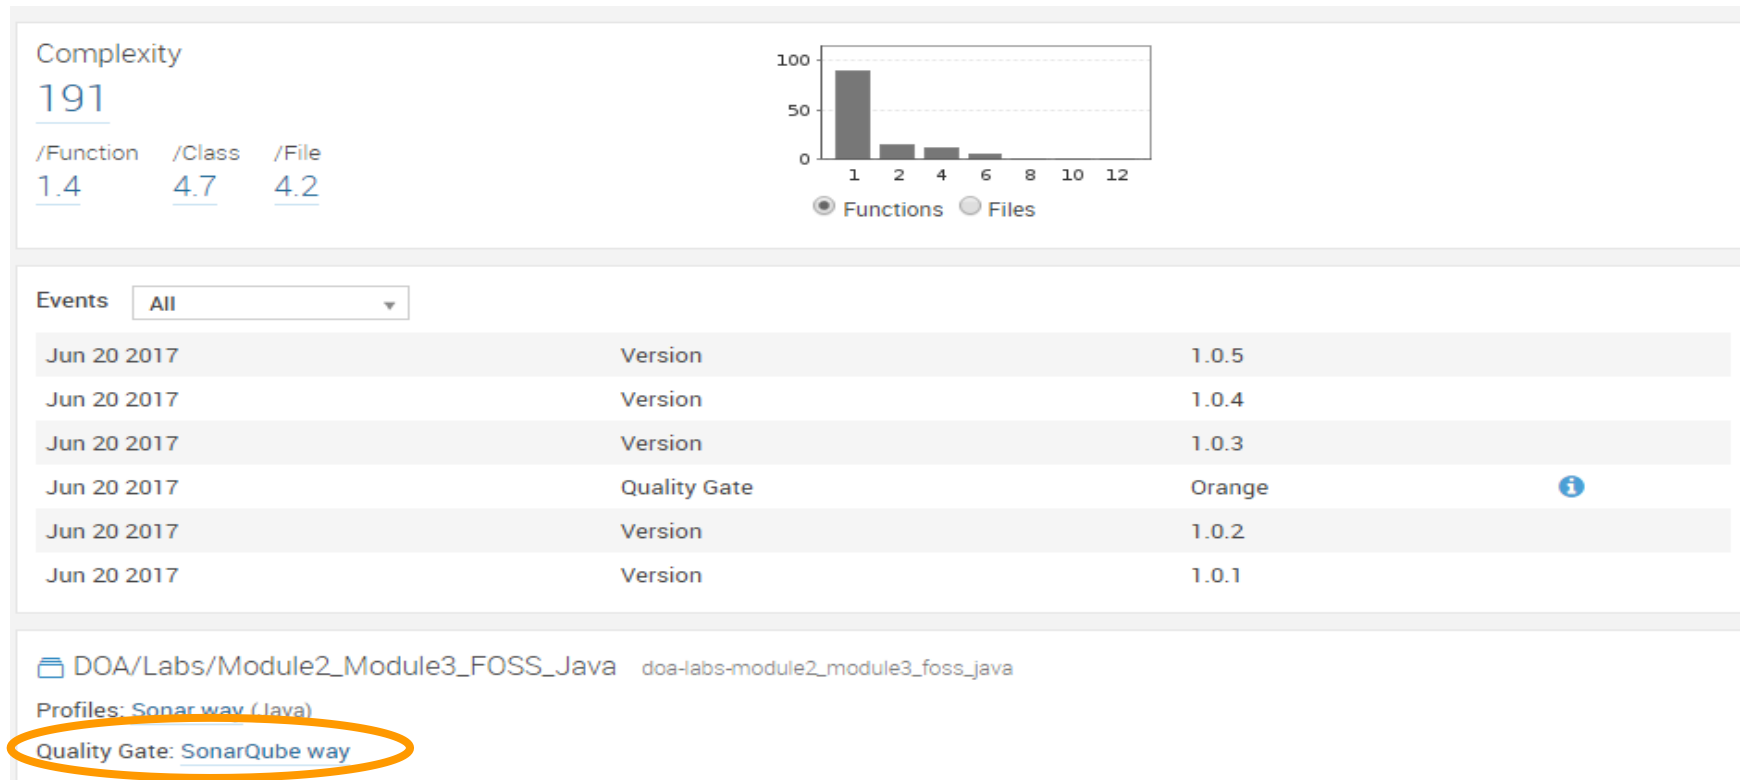 Complexity
191
/Function /Class /File
1.4 4.7 4.2
100
50
0
1 2 4 6 8 10 12
Functions Files
Events All
Jun 20 2017 Version 1.0.5
Jun 20 2017 Version 1.0.4
Jun 20 2017 Version 1.0.3
Jun 20 2017 Quality Gate Orange
Jun 20 2017 Version 1.0.2
Jun 20 2017 Version 1.0.1
DOA/Labs/Module2_Module3_FOSS_Java doa-labs-module2_module3_foss_java
Profiles: Sonar way (Java)
Quality Gate: SonarQube way